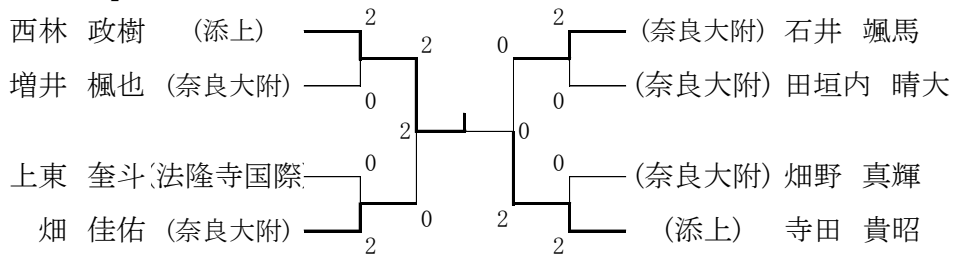 西林 政樹 (添上) 2 2 0 2 (奈良大附) 石井 颯馬
増井 楓也 (奈良大附) 0 0 (奈良大附) 田垣内 晴大
2 0
上東 奎斗 (法隆寺国際) 0 0 (奈良大附) 畑野 真輝
畑 佳佑 (奈良大附) 2 0 2 2 (添上) 寺田 貴昭